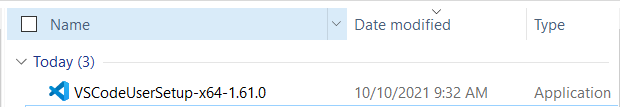 Name Date modified Type
Today (3)
VSCodeUserSetup-x64-1.61.0 10/10/2021 9:32 AM Application